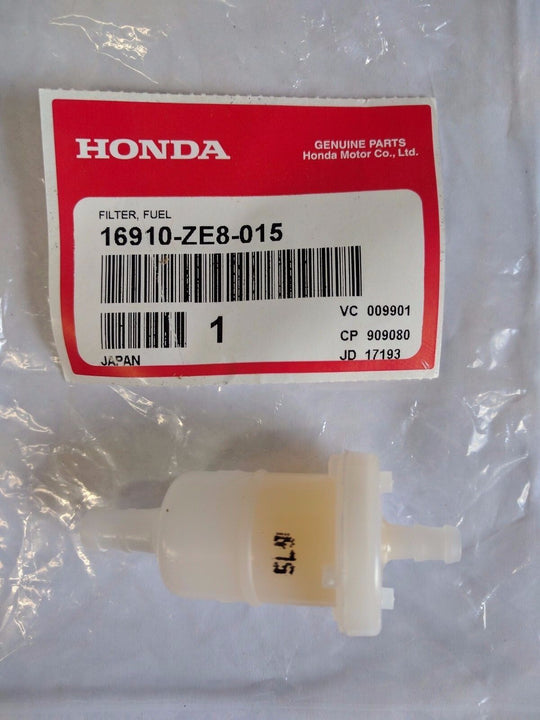 HONDA
GENUINE PARTS
Honda Motor Co., Ltd.
FILTER, FUEL
16910-ZE8-015
VC 009901
1
CP 909080
JAPAN
JD 17193